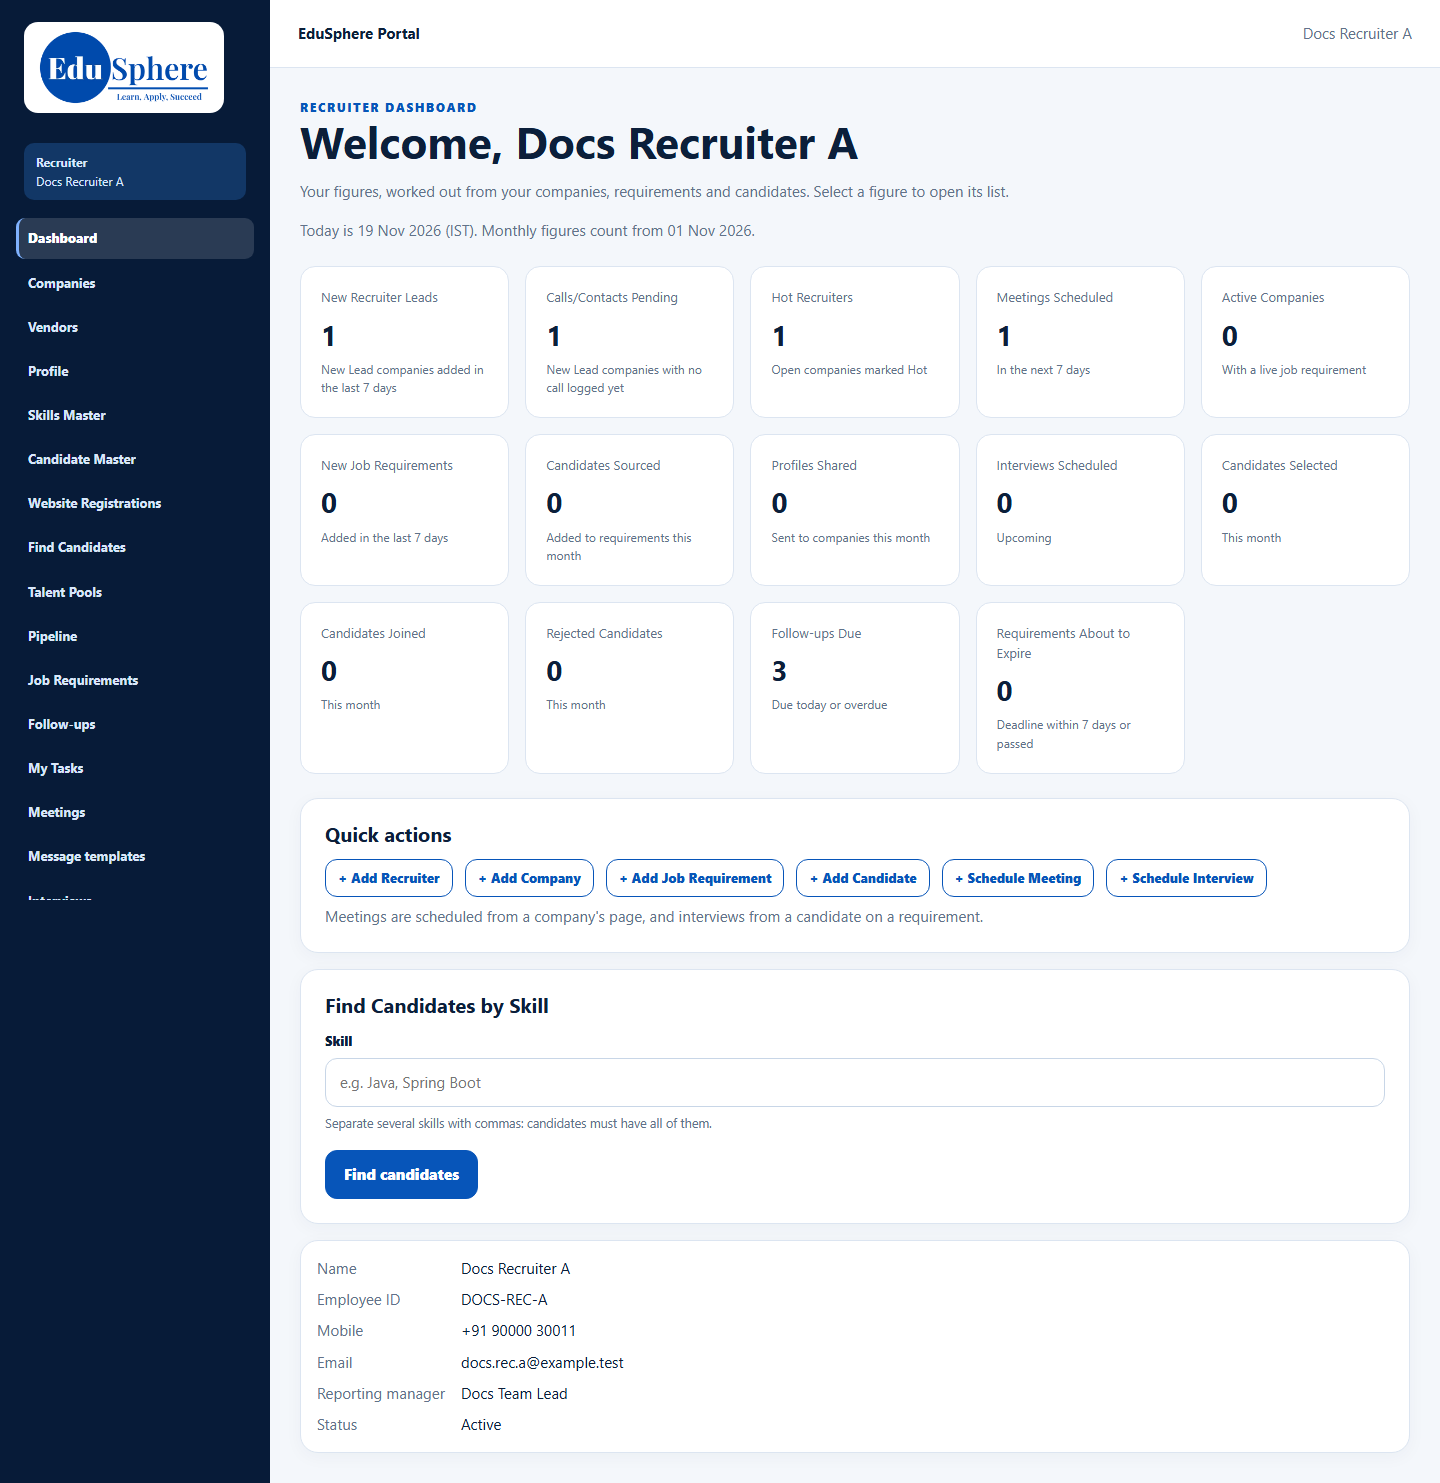 Edu Sphere
Learn. Apply, Succeed
Recruiter
Docs Recruiter A
Dashboard
Companies
Vendors
Profile
Skills Master
Candidate Master
Website Registrations
Find Candidates
Talent Pools
Pipeline
Job Requirements
Follow-ups
My Tasks
Meetings
Message templates
Interviews
EduSphere Portal
Docs Recruiter A
RECRUITER DASHBOARD
Welcome, Docs Recruiter A
Your figures, worked out from your companies, requirements and candidates. Select a figure to open its list.
Today is 19 Nov 2026 (IST). Monthly figures count from 01 Nov 2026.
New Recruiter Leads
1
New Lead companies added in
the last 7 days
Calls/Contacts Pending
1
New Lead companies with no
call logged yet
Hot Recruiters
1
Open companies marked Hot
Meetings Scheduled
1
In the next 7 days
Active Companies
0
With a live job requirement
New Job Requirements
0
Added in the last 7 days
Candidates Sourced
0
Added to requirements this
month
Profiles Shared
0
Sent to companies this month
Interviews Scheduled
0
Upcoming
Candidates Selected
0
This month
Candidates Joined
0
This month
Rejected Candidates
0
This month
Follow-ups Due
3
Due today or overdue
Requirements About to
Expire
0
Deadline within 7 days or
passed
Quick actions
+ Add Recruiter
+ Add Company
+ Add Job Requirement
+ Add Candidate
+ Schedule Meeting
+ Schedule Interview
Meetings are scheduled from a company's page, and interviews from a candidate on a requirement.
Find Candidates by Skill
Skill
e.g. Java, Spring Boot
Separate several skills with commas: candidates must have all of them.
Find candidates
Name Docs Recruiter A
Employee ID DOCS-REC-A
Mobile +91 90000 30011
Email docs.rec.a@example.test
Reporting manager Docs Team Lead
Status Active